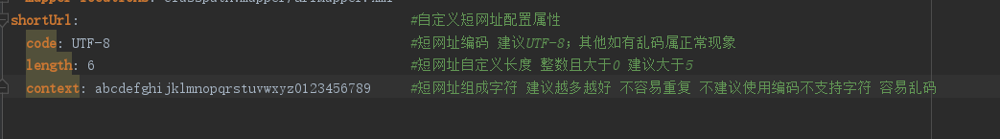 shortUrl: #自定义短网址配置属性
code: UTF-8 #短网址编码 建议UTF-8；其他如有乱码属正常现象
length: 6 #短网址自定义长度 整数且大于0 建议大于5
context: abcdefghijklmnopqrstuvwxyz0123456789 #短网址组成字符 建议越多越好 不容易重复 不建议使用编码不支持字符 容易乱码